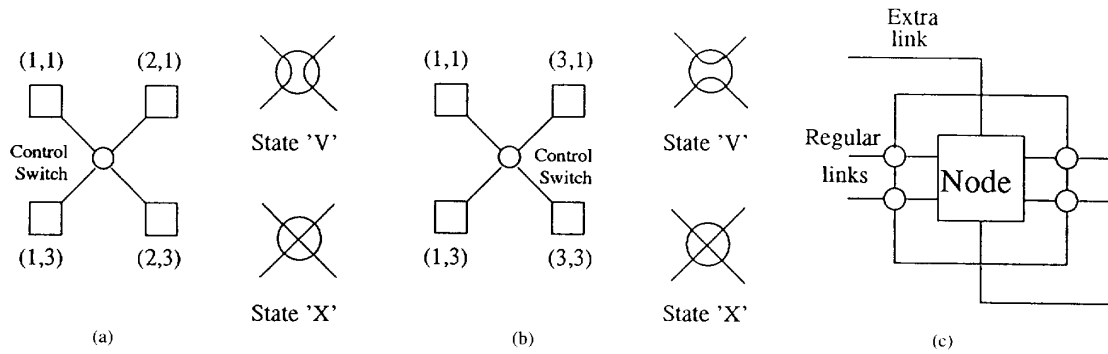 (1,1)
(2,1)
Control
Switch
(1,3)
(2,3)
(a)
State 'V'
State 'X'
(1,1)
(3,1)
Control
Switch
(1,3)
(3,3)
(b)
State 'V'
State 'X'
Extra
link
Regular
links
Node
(c)